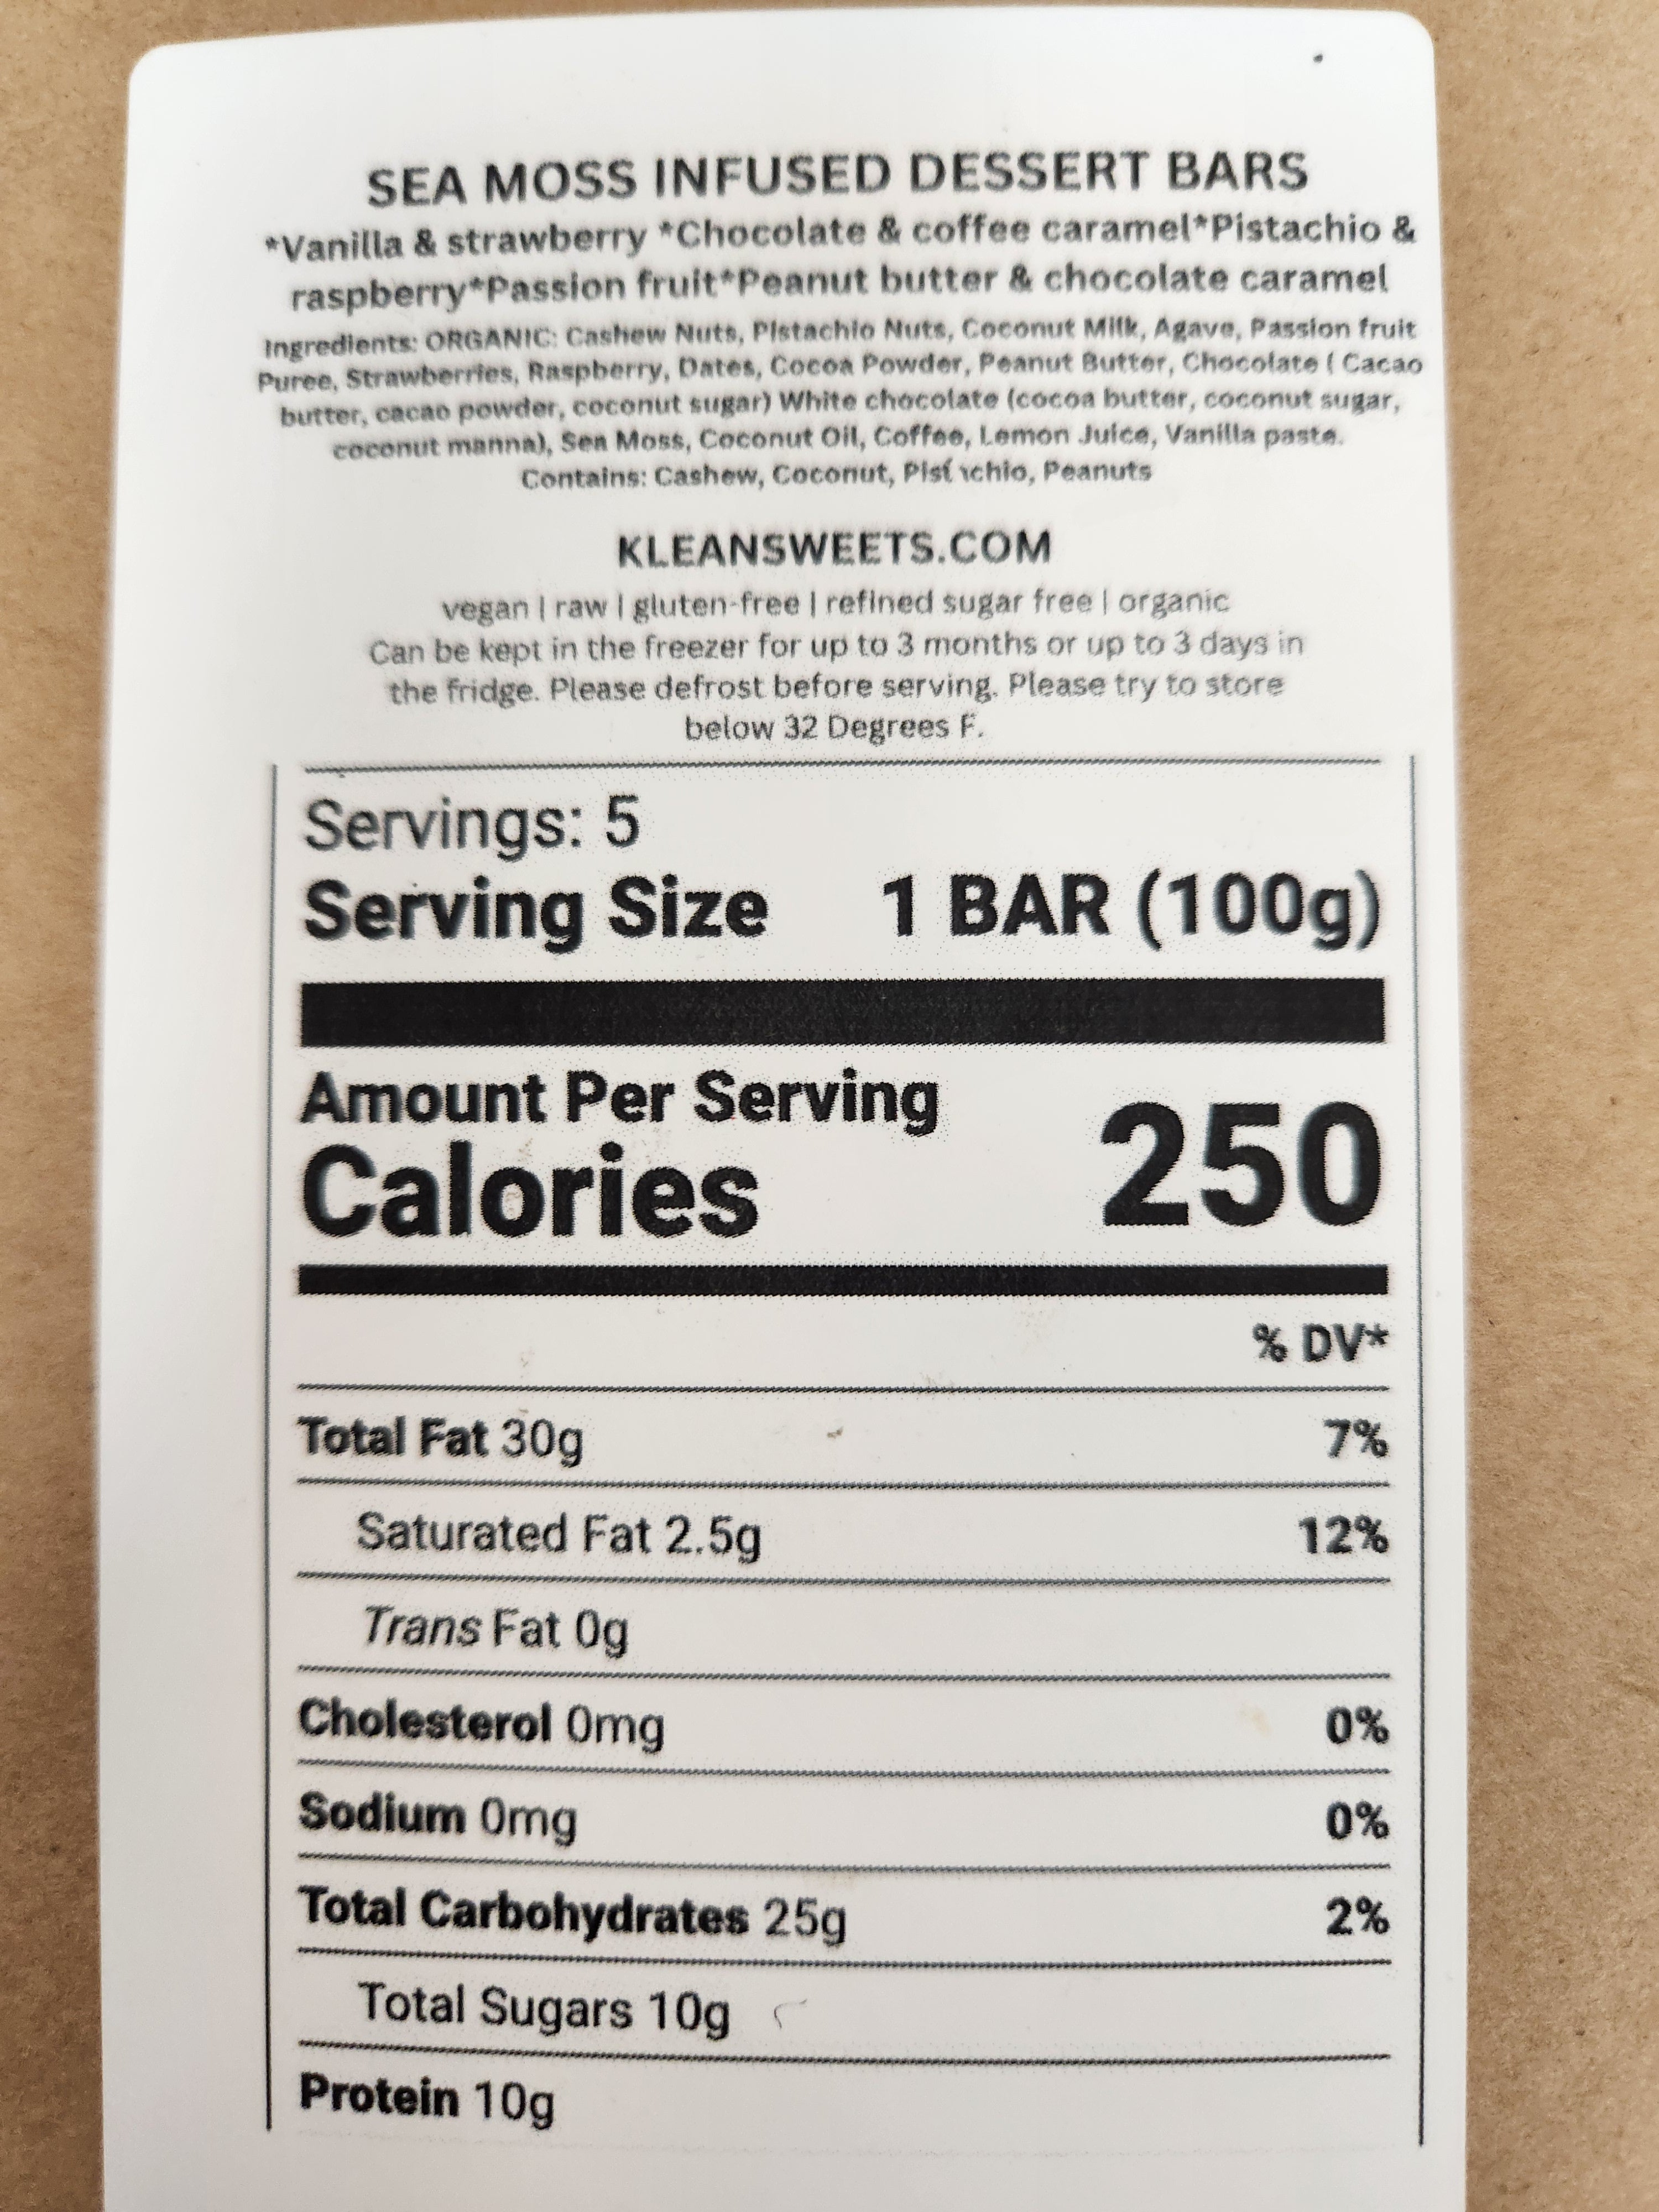 SEA MOSS INFUSED DESSERT BARS
*Vanilla & strawberry *Chocolate & coffee caramel*Pistachio &
raspberry*Passion fruit*Peanut butter & chocolate caramel
Ingredients: ORGANIC: Cashew Nuts, Pistachio Nuts, Coconut Milk, Agave, Passion fruit
Puree, Strawberries, Raspberry, Dates, Cocoa Powder, Peanut Butter, Chocolate ( Cacao
butter, cacao powder, coconut sugar) White chocolate (cocoa butter, coconut sugar,
coconut manna), Sea Moss, Coconut Oil, Coffee, Lemon Juice, Vanilla paste.
Contains: Cashew, Coconut, Pistachio, Peanuts
KLEANSWEETS.COM
vegan | raw | gluten-free | refined sugar free | organic
Can be kept in the freezer for up to 3 months or up to 3 days in
the fridge. Please defrost before serving. Please try to store
below 32 Degrees F.
Servings: 5
Serving Size 1 BAR (100g)
Amount Per Serving
Calories 250
% DV*
Total Fat 30g 7%
Saturated Fat 2.5g 12%
Trans Fat 0g
Cholesterol 0mg 0%
Sodium 0mg 0%
Total Carbohydrates 25g 2%
Total Sugars 10g
Protein 10g